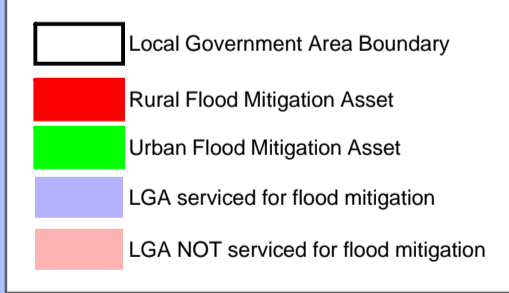 Local Government Area Boundary
Rural Flood Mitigation Asset
Urban Flood Mitigation Asset
LGA serviced for flood mitigation
LGA NOT serviced for flood mitigation